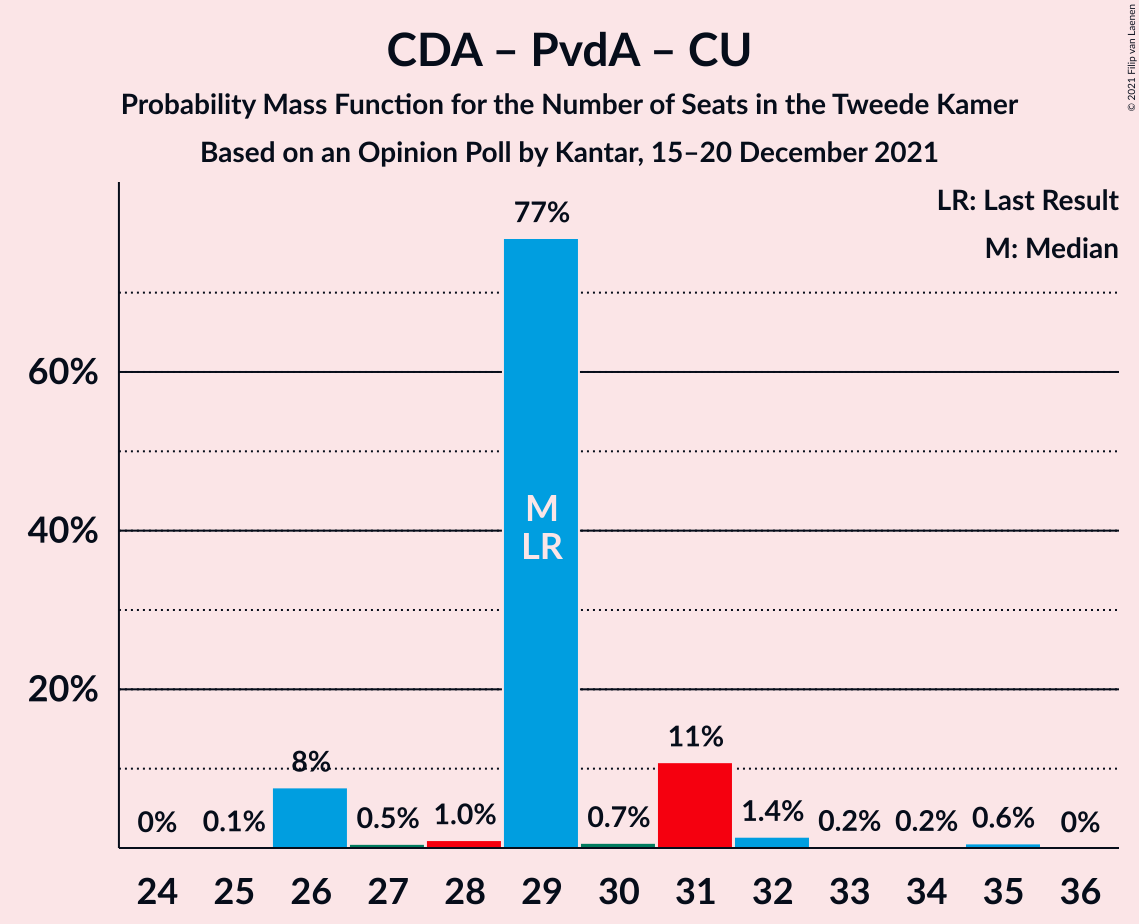 CDA – PvdA – CU
Probability Mass Function for the Number of Seats in the Tweede Kamer
Based on an Opinion Poll by Kantar, 15–20 December 2021
© 2021 Filip van Laenen
LR: Last Result
M: Median
77%
60%
M
40%
LR
20%
11%
8%
0% 0.1% 0.5% 1.0% 0.7% 1.4% 0.2% 0.2% 0.6% 0%
24 25 26 27 28 29 30 31 32 33 34 35 36